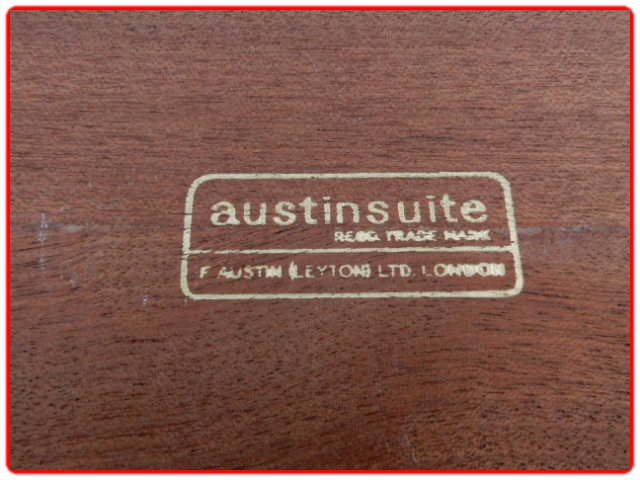 austinsuite
REGD. TRADE MARK
F. AUSTIN (LEYTON) LTD. LONDON